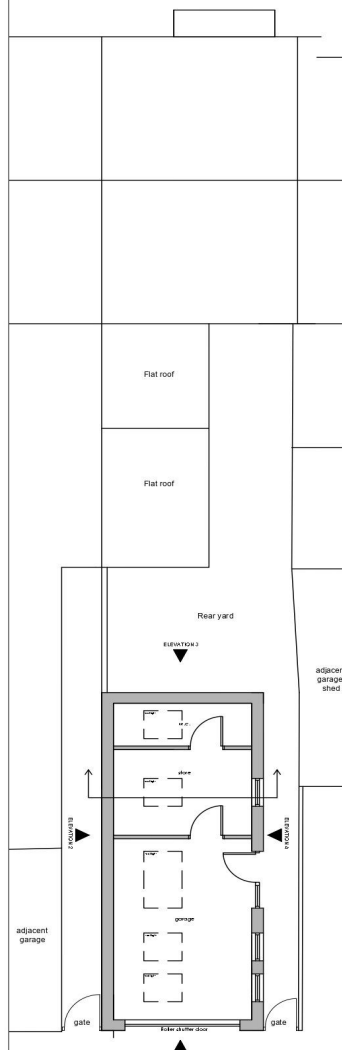 Flat roof
Flat roof
Rear yard
ELEVATION 3
adjacent
garage
shed
w.c.
store
ELEVATION 2
ELEVATION 4
garage
adjacent
garage
gate
gate
Roller shutter door